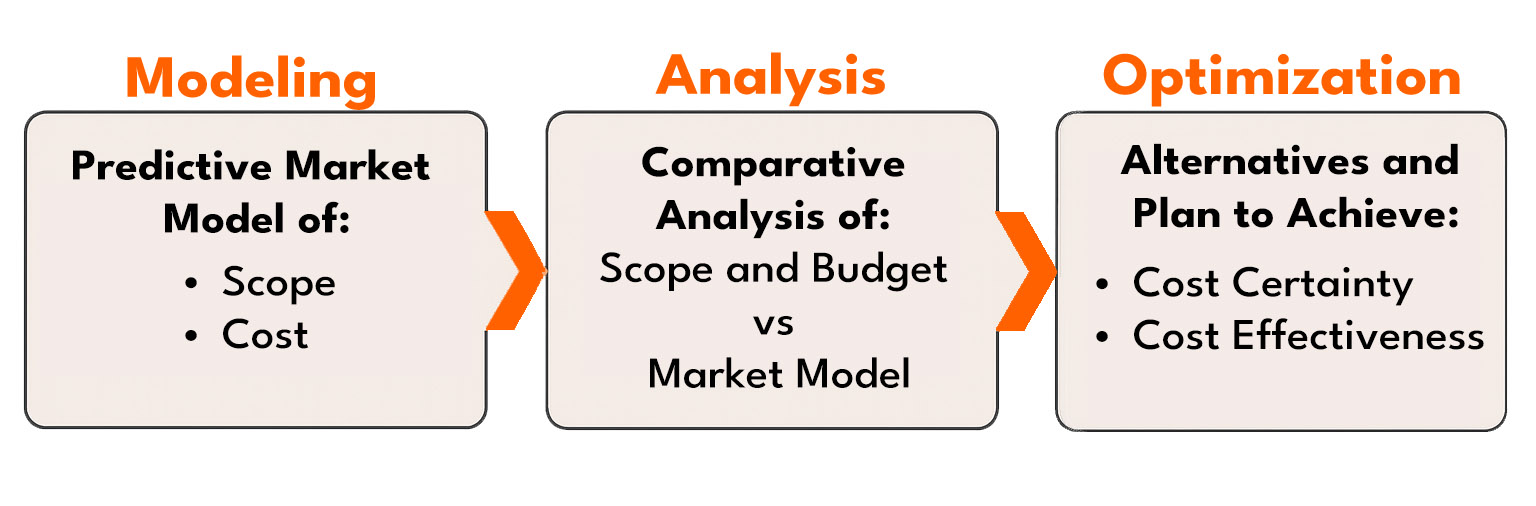 Modeling
Predictive Market
Model of:
• Scope
• Cost
Analysis
Comparative
Analysis of:
Scope and Budget
vs
Market Model
Optimization
Alternatives and
Plan to Achieve:
• Cost Certainty
• Cost Effectiveness